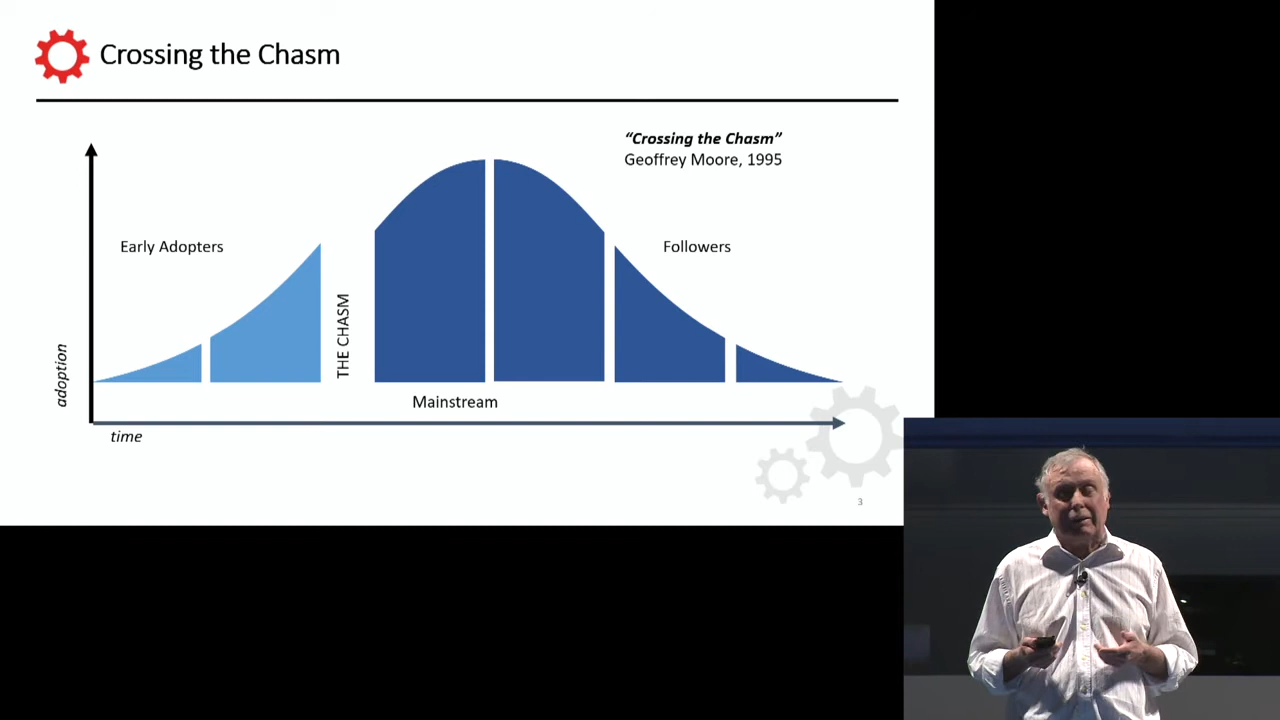 Crossing the Chasm
“Crossing the Chasm”
Geoffrey Moore, 1995
Early Adopters
Followers
THE CHASM
adoption
Mainstream
time
3